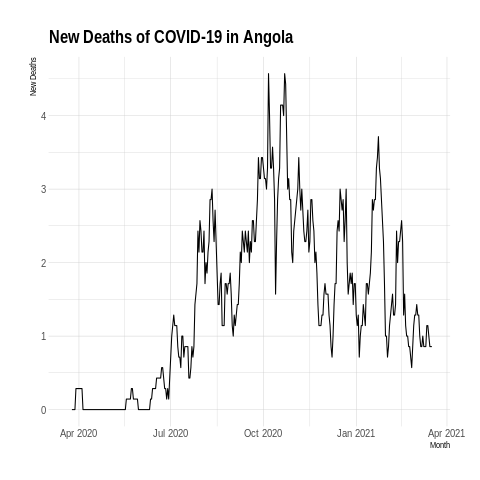 New Deaths of COVID-19 in Angola
New Deaths
4
3
2
1
0
Apr 2020
Jul 2020
Oct 2020
Jan 2021
Apr 2021
Month